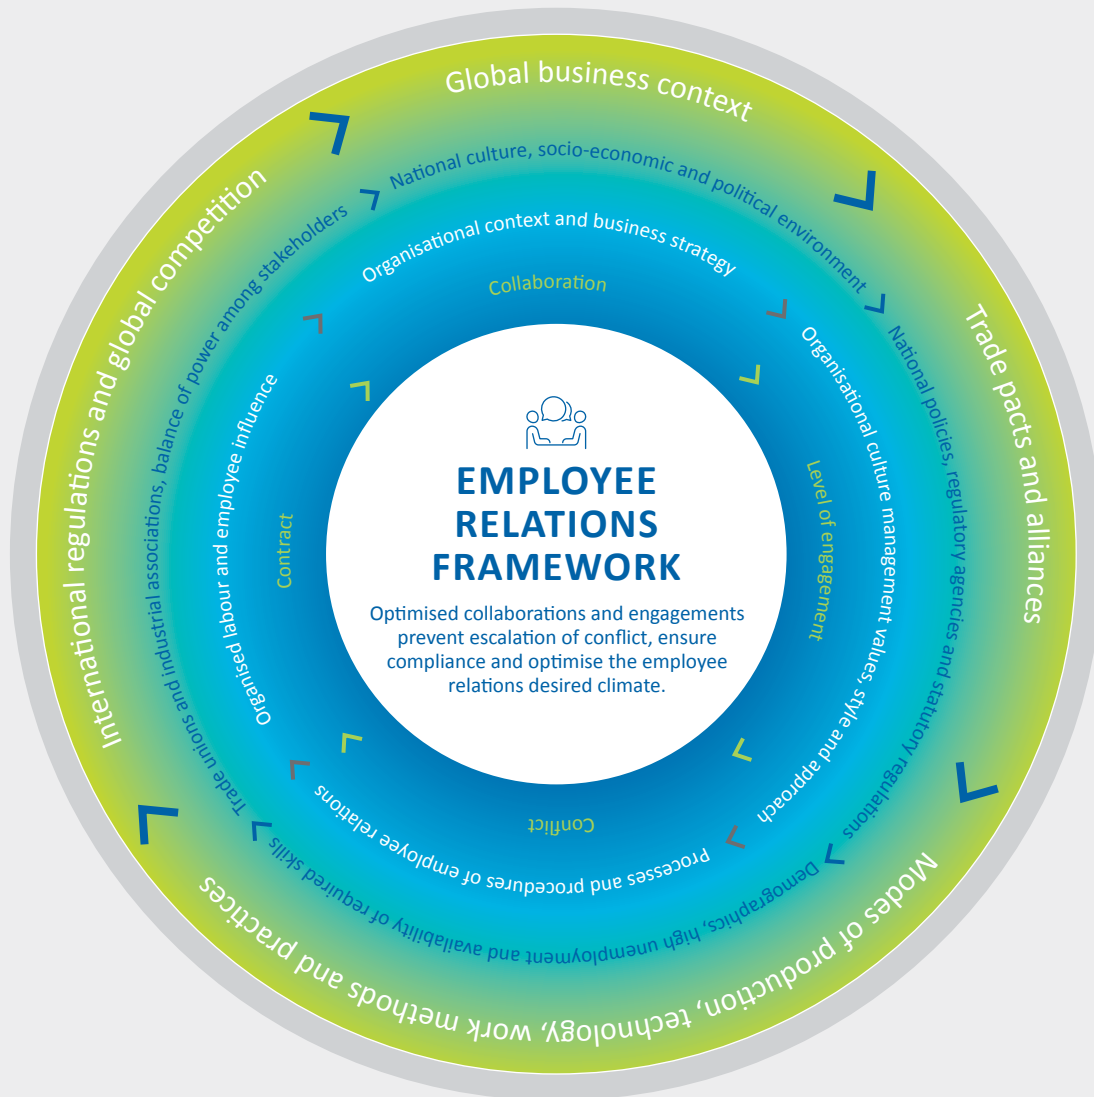 Global business context
Trade pacts and alliances
Modes of production, technology, work methods and practices
International regulations and global competition
National culture, socio-economic and political environment
National policies, regulatory agencies and statutory regulations
Demographics, high unemployment and availability of required skills
Trade unions and industrial associations, balance of power among stakeholders
Organisational context and business strategy
Organisational culture management values, style and approach
Processes and procedures of employee relations
Organised labour and employee influence
Collaboration
Level of engagement
Conflict
Contract
EMPLOYEE
RELATIONS
FRAMEWORK
Optimised collaborations and engagements
prevent escalation of conflict, ensure
compliance and optimise the employee
relations desired climate.